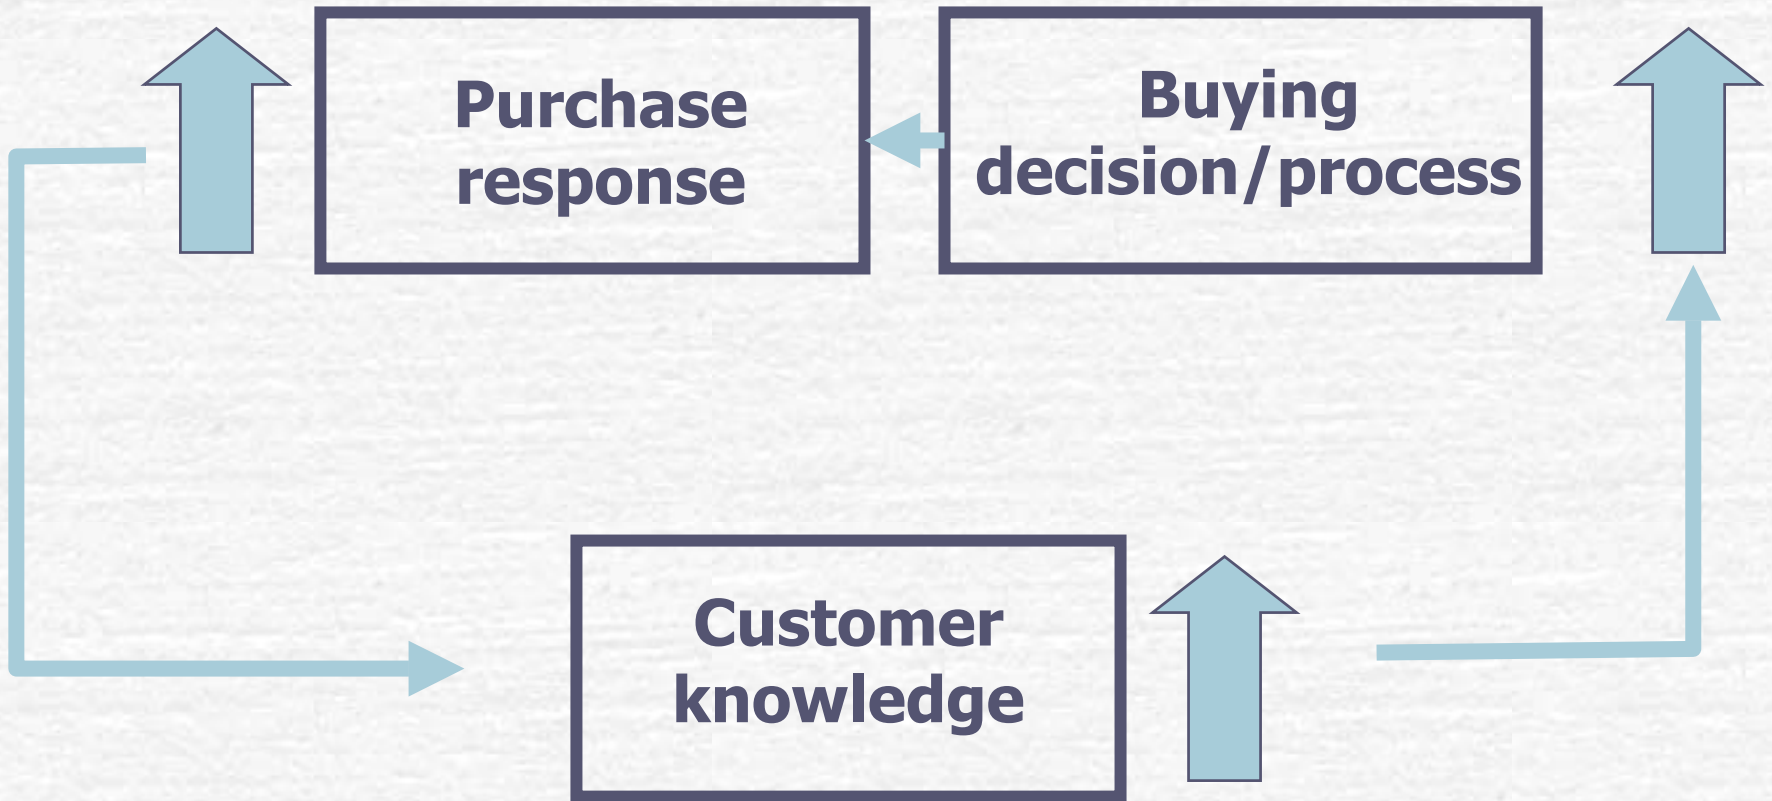 Purchase
response
Buying
decision/process
Customer
knowledge